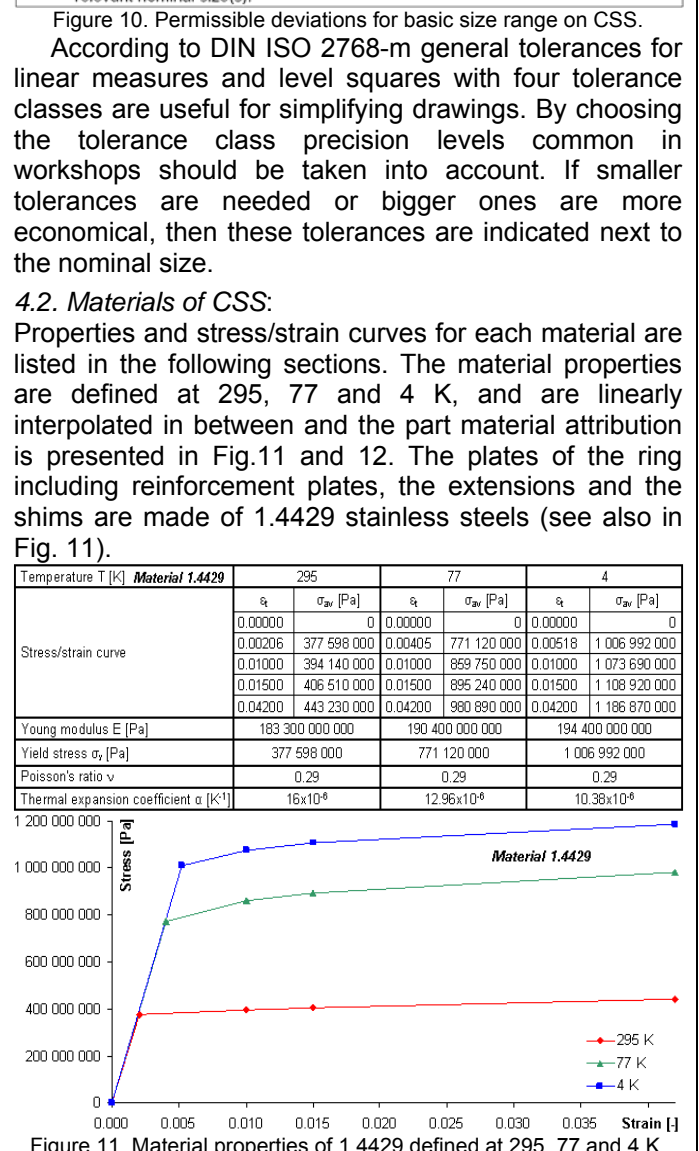 Figure 10. Permissible deviations for basic size range on CSS.
According to DIN ISO 2768-m general tolerances for
linear measures and level squares with four tolerance
classes are useful for simplifying drawings. By choosing
the tolerance class precision levels common in
workshops should be taken into account. If smaller
tolerances are needed or bigger ones are more
economical, then these tolerances are indicated next to
the nominal size.
4.2. Materials of CSS:
Properties and stress/strain curves for each material are
listed in the following sections. The material properties
are defined at 295, 77 and 4 K, and are linearly
interpolated in between and the part material attribution
is presented in Fig.11 and 12. The plates of the ring
including reinforcement plates, the extensions and the
shims are made of 1.4429 stainless steels (see also in
Fig. 11).
Temperature T [K] Material 1.4429 295 77 4
Stress/strain curve
εt σav [Pa] εt σav [Pa] εt σav [Pa]
0.00000 0 0.00000 0 0.00000 0
0.00206 377 598 000 0.00405 771 120 000 0.00518 1 006 992 000
0.01000 394 140 000 0.01000 859 750 000 0.01000 1 073 690 000
0.01500 406 510 000 0.01500 895 240 000 0.01500 1 108 920 000
0.04200 443 230 000 0.04200 980 890 000 0.04200 1 186 870 000
Young modulus E [Pa] 183 300 000 000 190 400 000 000 194 400 000 000
Yield stress σy [Pa] 377 598 000 771 120 000 1 006 992 000
Poisson's ratio ν 0.29 0.29 0.29
Thermal expansion coefficient α [K-1] 16x10-6 12.96x10-6 10.38x10-6
1 200 000 000
1 000 000 000
800 000 000
600 000 000
400 000 000
200 000 000
0
Stress [Pa]
Material 1.4429
295 K
77 K
4 K
0.000 0.005 0.010 0.015 0.020 0.025 0.030 0.035 Strain [-]
Figure 11. Material properties of 1.4429 defined at 295, 77 and 4 K